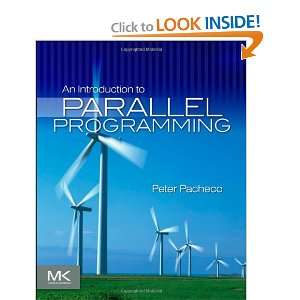 Click to LOOK INSIDE!
An Introduction to
PARALLEL
PROGRAMMING
Peter Pacheco
MK